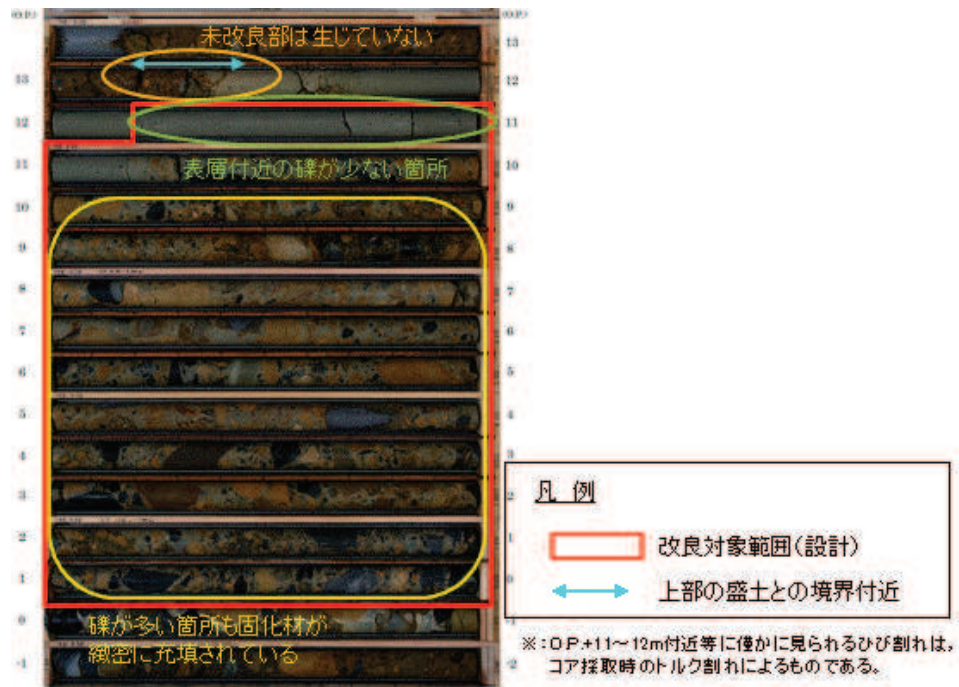 (O.P.)
(O.P.)
未改良部は生じていない
13
13
12
12
11
表層付近の礫が少ない箇所
11
10
10
9
9
8
8
7
7
6
6
5
5
4
4
3
3
2
2
1
1
0
0
-1
礫が多い箇所も固化材が
緻密に充填されている
-1
-2
凡 例
改良対象範囲(設計)
上部の盛土との境界付近
※:O.P.+11~12m付近等に僅かに見られるひび割れは,
コア採取時のトルク割れによるものである。